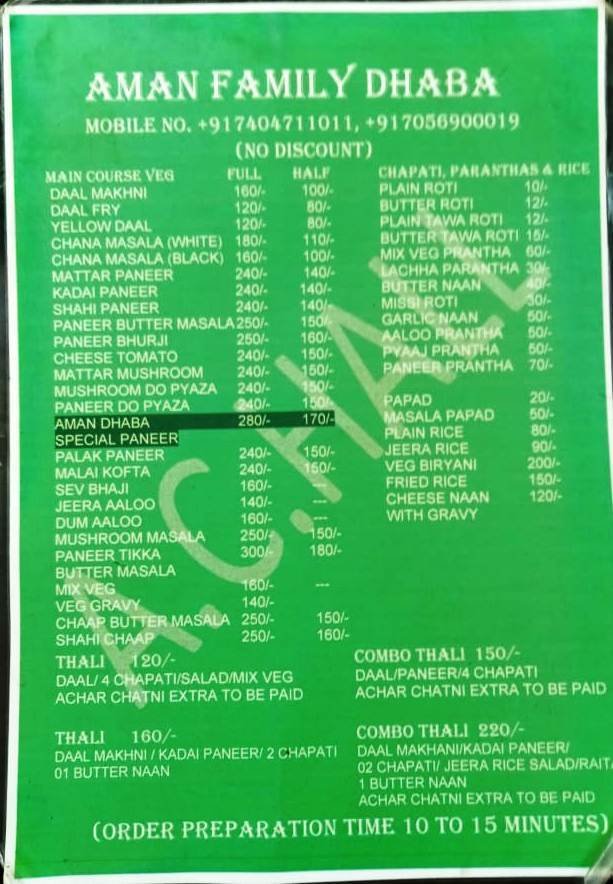 AMAN FAMILY DHABA
MOBILE NO. +917404711011, +917056900019
(NO DISCOUNT)
MAIN COURSE VEG FULL HALF
DAAL MAKHNI 160/- 100/-
DAAL FRY 120/- 80/-
YELLOW DAAL 120/- 80/-
CHANA MASALA (WHITE) 180/- 110/-
CHANA MASALA (BLACK) 160/- 100/-
MATTAR PANEER 240/- 140/-
KADAI PANEER 240/- 140/-
SHAHI PANEER 240/- 140/-
PANEER BUTTER MASALA 250/- 150/-
PANEER BHURJI 250/- 160/-
CHEESE TOMATO 240/- 150/-
MATTAR MUSHROOM 240/- 150/-
MUSHROOM DO PYAZA 240/- 150/-
PANEER DO PYAZA 240/- 150/-
AMAN DHABA 280/- 170/-
SPECIAL PANEER
PALAK PANEER 240/- 150/-
MALAI KOFTA 240/- 150/-
SEV BHAJI 160/- ---
JEERA AALOO 140/- ---
DUM AALOO 160/- ---
MUSHROOM MASALA 250/- 150/-
PANEER TIKKA 300/- 180/-
BUTTER MASALA
MIX VEG 160/- ---
VEG GRAVY 140/-
CHAAP BUTTER MASALA 250/- 150/-
SHAHI CHAAP 250/- 160/-
CHAPATI, PARANTHAS & RICE
PLAIN ROTI 10/-
BUTTER ROTI 12/-
PLAIN TAWA ROTI 12/-
BUTTER TAWA ROTI 15/-
MIX VEG PRANTHA 60/-
LACHHA PARANTHA 30/-
BUTTER NAAN 40/-
MISSI ROTI 30/-
GARLIC NAAN 50/-
AALOO PRANTHA 50/-
PYAAJ PRANTHA 50/-
PANEER PRANTHA 70/-
PAPAD 20/-
MASALA PAPAD 50/-
PLAIN RICE 80/-
JEERA RICE 90/-
VEG BIRYANI 200/-
FRIED RICE 150/-
CHEESE NAAN 120/-
WITH GRAVY
A.C.HALL
THALI 120/-
DAAL/ 4 CHAPATI/SALAD/MIX VEG
ACHAR CHATNI EXTRA TO BE PAID
COMBO THALI 150/-
DAAL/PANEER/4 CHAPATI
ACHAR CHATNI EXTRA TO BE PAID
THALI 160/-
DAAL MAKHNI / KADAI PANEER/ 2 CHAPATI
01 BUTTER NAAN
COMBO THALI 220/-
DAAL MAKHANI/KADAI PANEER/
02 CHAPATI/ JEERA RICE SALAD/RAITA
1 BUTTER NAAN
ACHAR CHATNI EXTRA TO BE PAID
(ORDER PREPARATION TIME 10 TO 15 MINUTES)